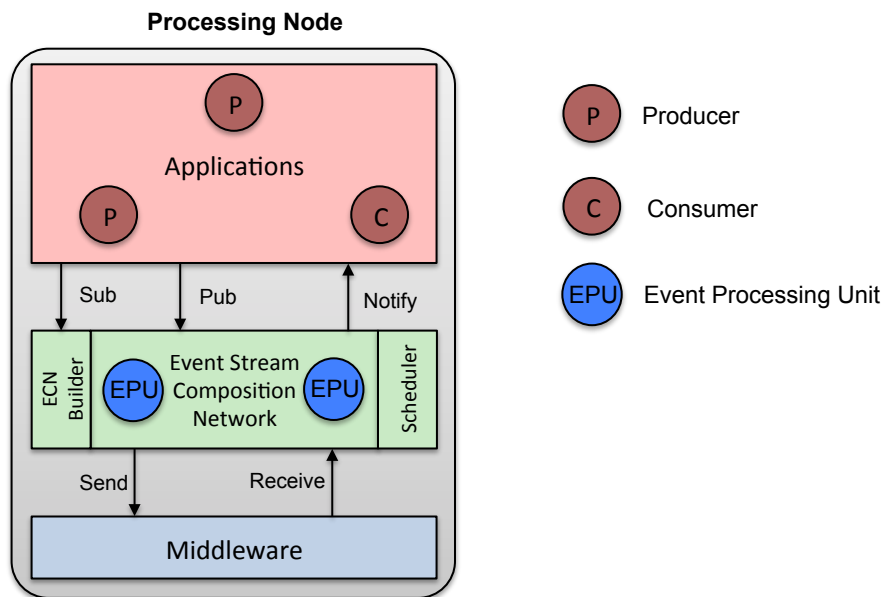 Processing Node
P
Applications
P
C
Sub
Pub
Notify
ECN
Builder
EPU
Event Stream
Composition
Network
EPU
Scheduler
Send
Receive
Middleware
P
Producer
C
Consumer
EPU
Event Processing Unit